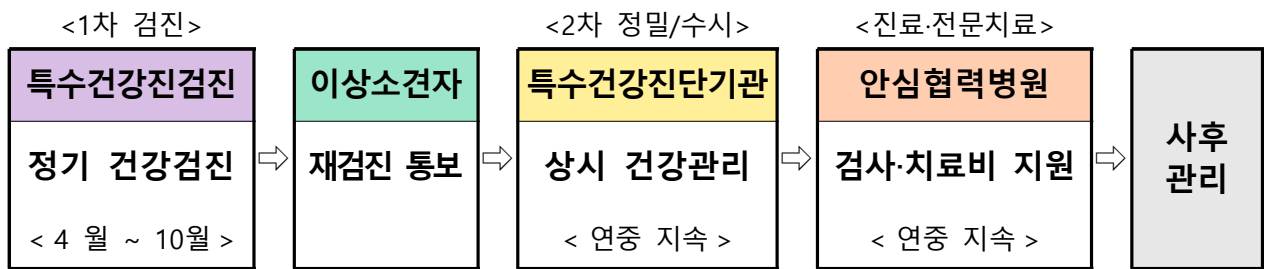 <1차 검진>
특수건강진검진
정기 건강검진
< 4 월 ~ 10월 >
⇨
이상소견자
재검진 통보
⇨
<2차 정밀/수시>
특수건강진단기관
상시 건강관리
< 연중 지속 >
⇨
<진료·전문치료>
안심협력병원
검사·치료비 지원
< 연중 지속 >
⇨
사후
관리